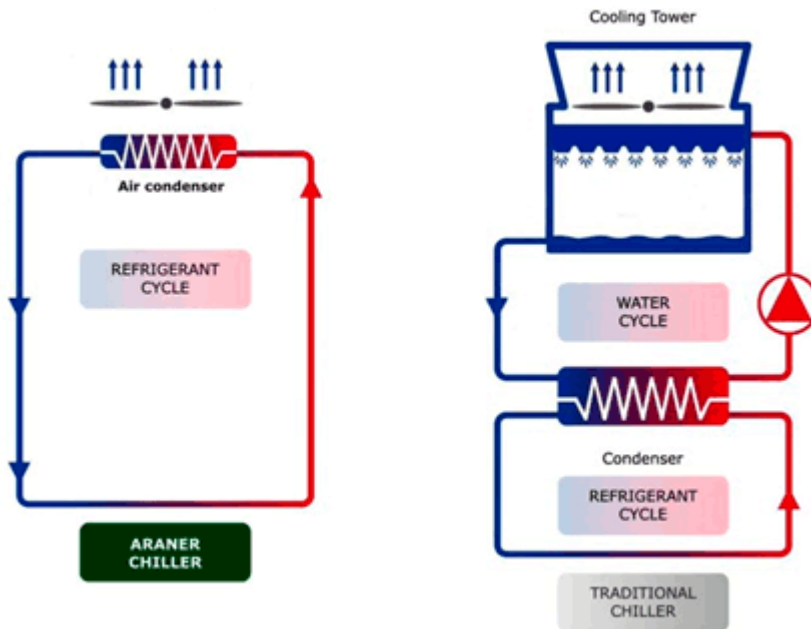 Air condenser
REFRIGERANT
CYCLE
ARANER
CHILLER
Cooling Tower
WATER
CYCLE
Condenser
REFRIGERANT
CYCLE
TRADITIONAL
CHILLER